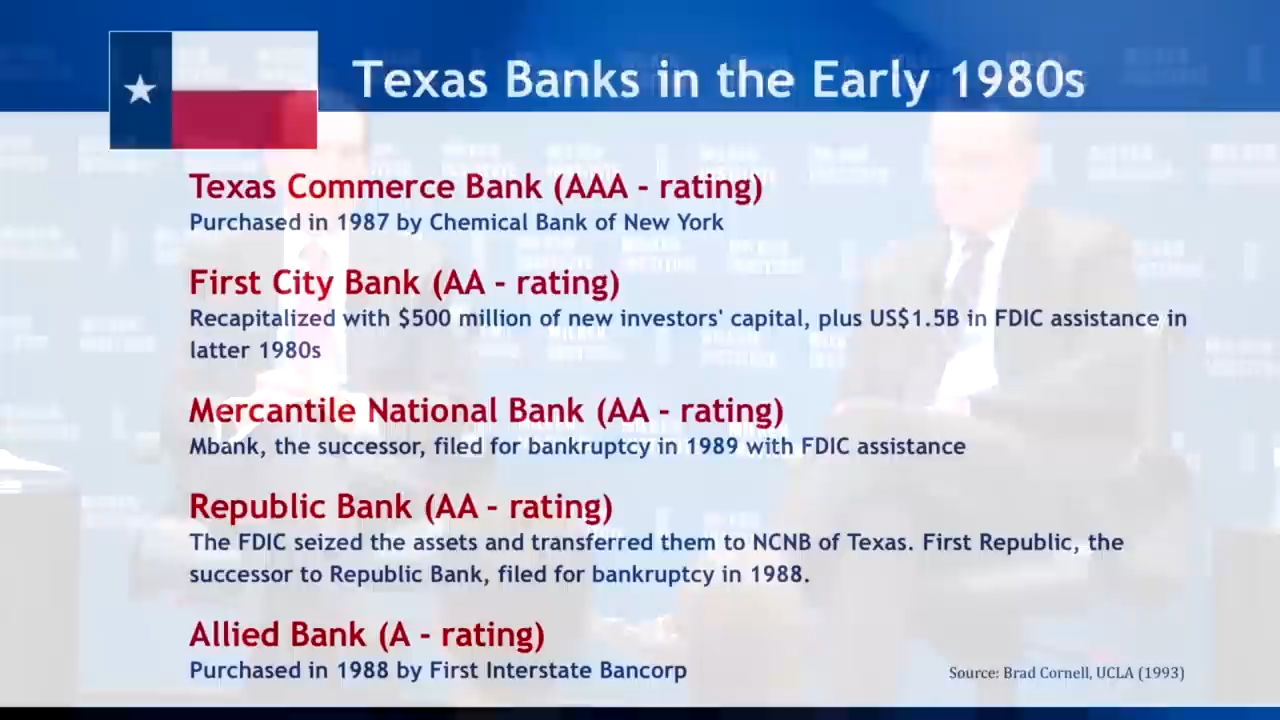 Texas Banks in the Early 1980s
Texas Commerce Bank (AAA - rating)
Purchased in 1987 by Chemical Bank of New York
First City Bank (AA - rating)
Recapitalized with $500 million of new investors' capital, plus US$1.5B in FDIC assistance in
latter 1980s
Mercantile National Bank (AA - rating)
Mbank, the successor, filed for bankruptcy in 1989 with FDIC assistance
Republic Bank (AA - rating)
The FDIC seized the assets and transferred them to NCNB of Texas. First Republic, the
successor to Republic Bank, filed for bankruptcy in 1988.
Allied Bank (A - rating)
Purchased in 1988 by First Interstate Bancorp
Source: Brad Cornell, UCLA (1993)